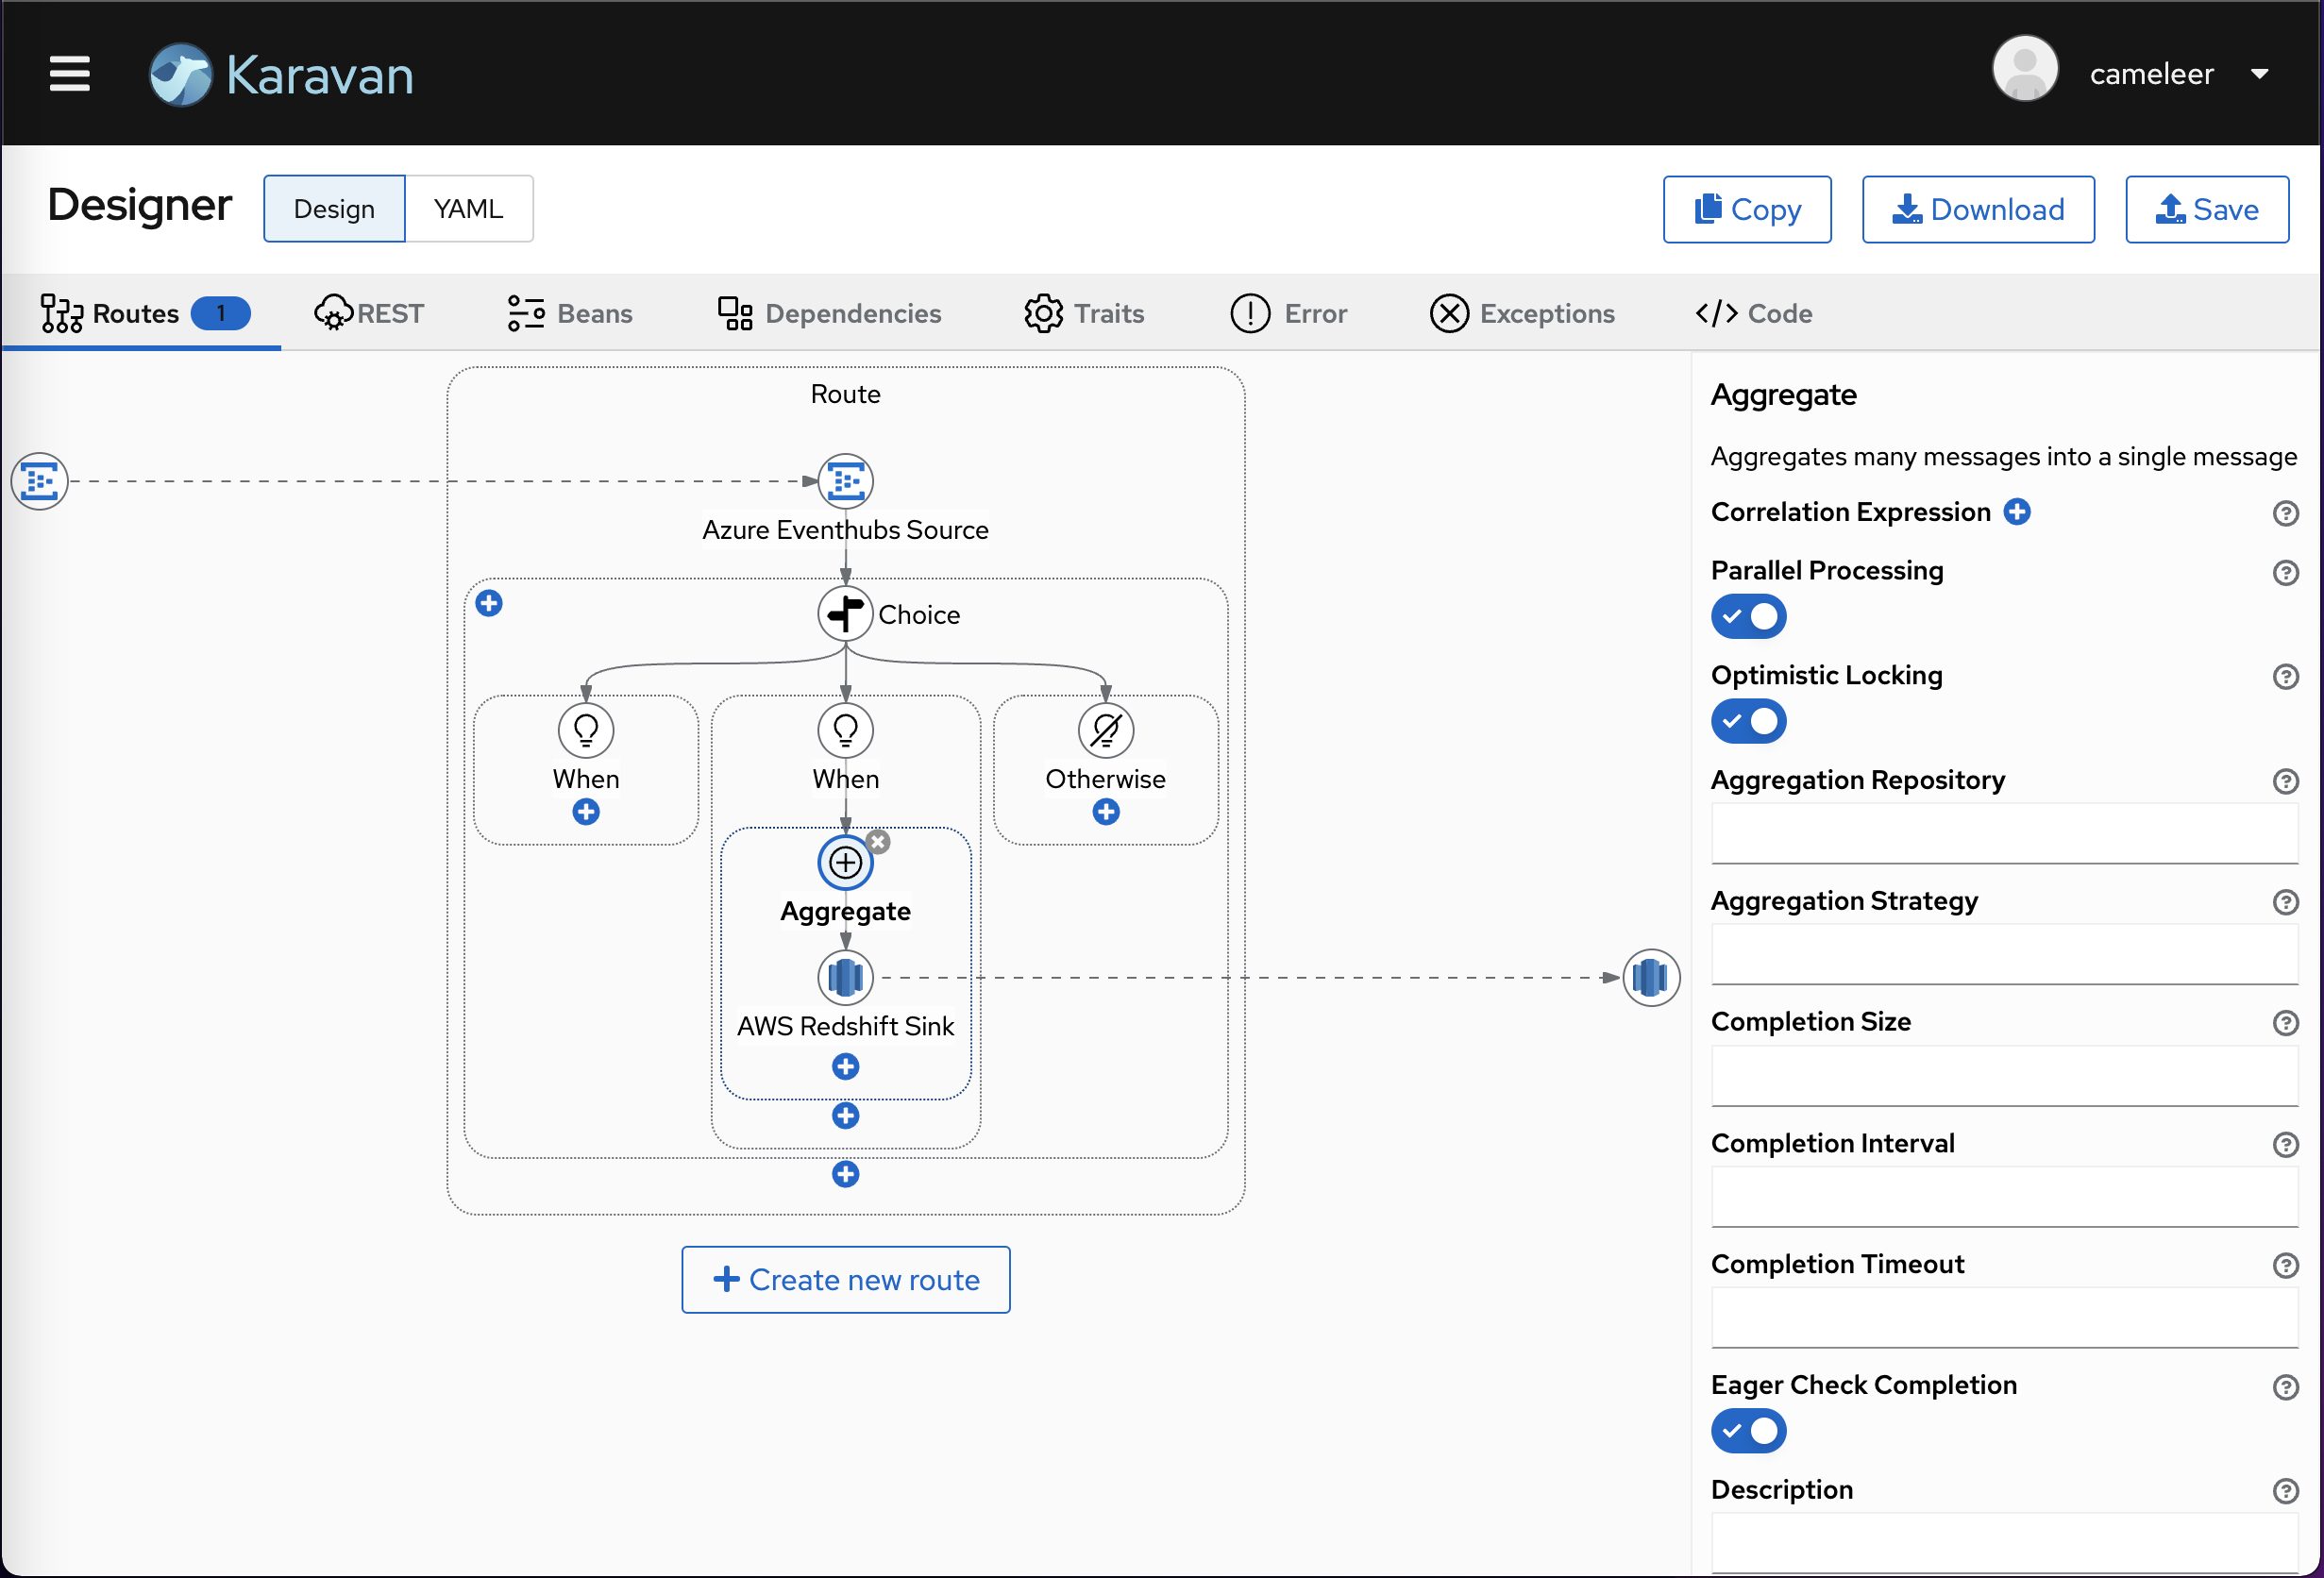 Karavan
cameleer
Designer
Design
YAML
Copy
Download
Save
Routes 1
REST
Beans
Dependencies
Traits
Error
Exceptions
Code
Route
Azure Eventhubs Source
Choice
When
When
Otherwise
Aggregate
AWS Redshift Sink
Create new route
Aggregate
Aggregates many messages into a single message
Correlation Expression
Parallel Processing
Optimistic Locking
Aggregation Repository
Aggregation Strategy
Completion Size
Completion Interval
Completion Timeout
Eager Check Completion
Description